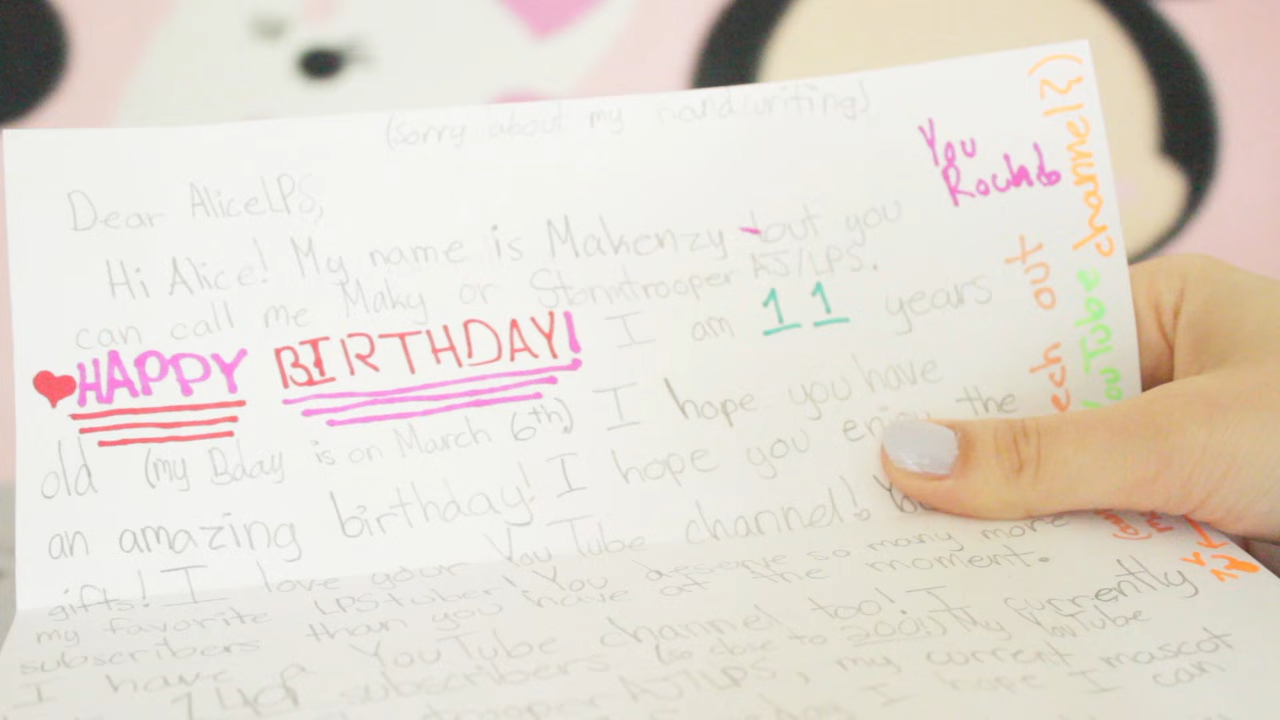 (sorry about my handwriting)
You
Rock
Dear AliceLPS,
Hi Alice! My name is Makenzy but you
can call me Maky or Stormtrooper AJ/LPS.
HAPPY BIRTHDAY! I am 11 years
old (my Bday is on March 6th) I hope you have
an amazing birthday! I hope you enjoy the
gifts! I love your YouTube channel!
my favorite LPStuber! You deserve so many more
subscribers than you have at the moment.
I have a YouTube channel too! I currently
subscribers (so close to 200!) My YouTube
AJ/LPS, my current mascot
I hope I can
out
YouTube channel?)